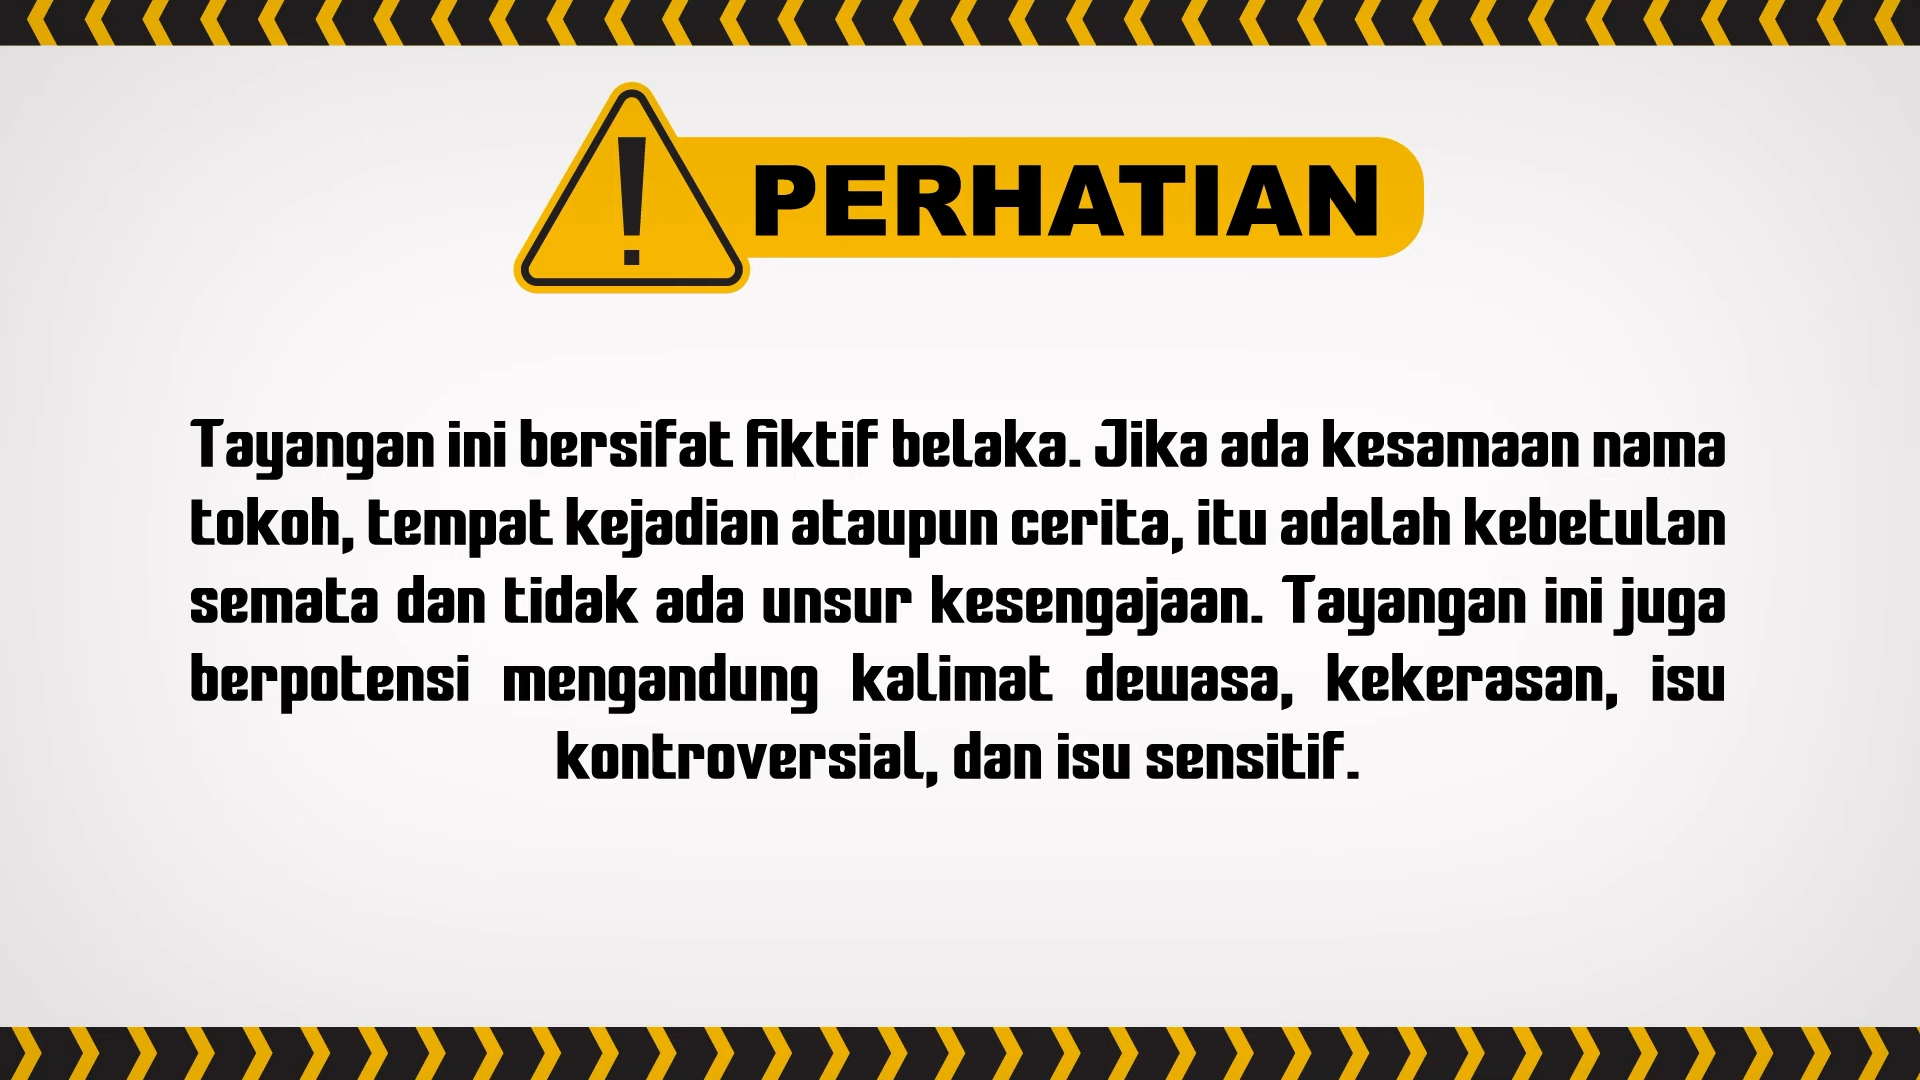 PERHATIAN
Tayangan ini bersifat fiktif belaka. Jika ada kesamaan nama
tokoh, tempat kejadian ataupun cerita, itu adalah kebetulan
semata dan tidak ada unsur kesengajaan. Tayangan ini juga
berpotensi mengandung kalimat dewasa, kekerasan, isu
kontroversial, dan isu sensitif.